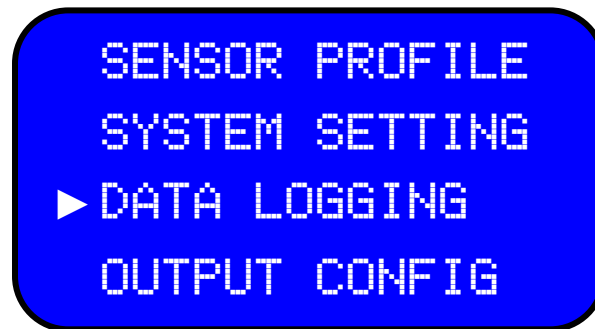 SENSOR PROFILE
SYSTEM SETTING
►DATA LOGGING
OUTPUT CONFIG